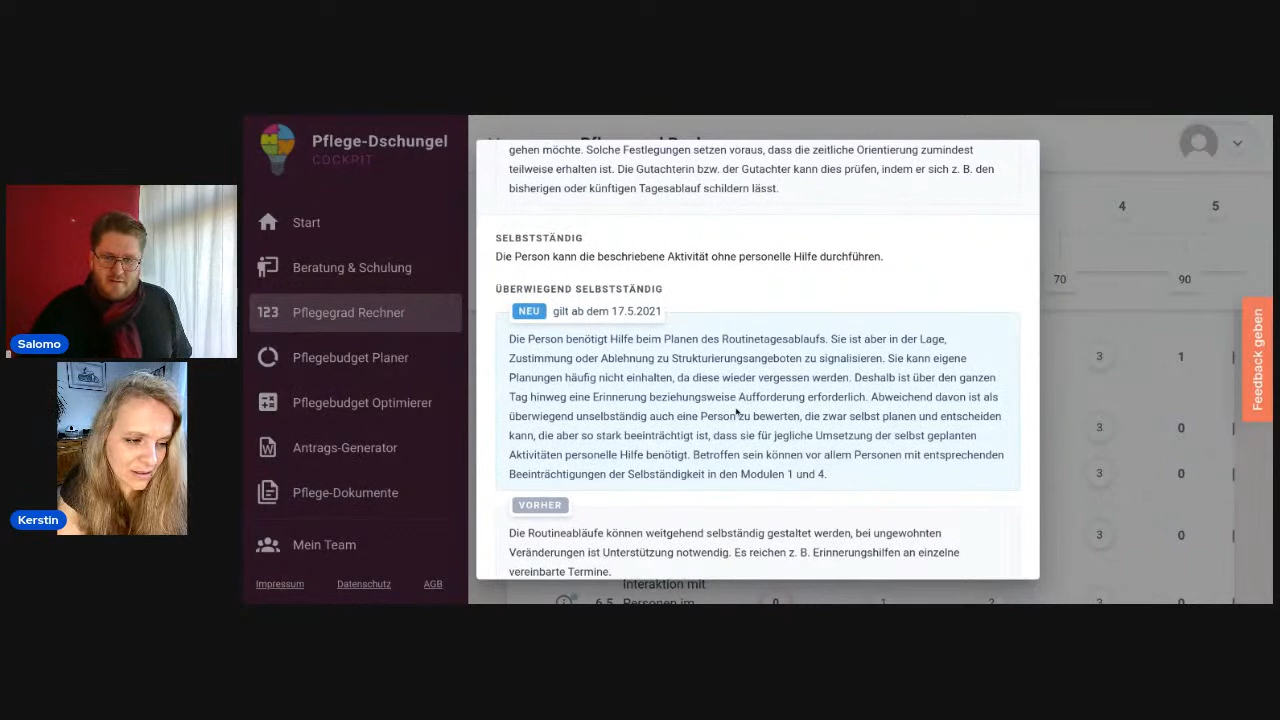 Pflege-Dschungel
COCKPIT
Start
Beratung & Schulung
123 Pflegegrad Rechner
Pflegebudget Planer
Pflegebudget Optimierer
Antrags-Generator
Pflege-Dokumente
Mein Team
Impressum Datenschutz AGB
Salomo
Kerstin
gehen möchte. Solche Festlegungen setzen voraus, dass die zeitliche Orientierung zumindest
teilweise erhalten ist. Die Gutachterin bzw. der Gutachter kann dies prüfen, indem er sich z. B. den
bisherigen oder künftigen Tagesablauf schildern lässt.
SELBSTSTÄNDIG
Die Person kann die beschriebene Aktivität ohne personelle Hilfe durchführen.
ÜBERWIEGEND SELBSTSTÄNDIG
NEU gilt ab dem 17.5.2021
Die Person benötigt Hilfe beim Planen des Routinetagesablaufs. Sie ist aber in der Lage,
Zustimmung oder Ablehnung zu Strukturierungsangeboten zu signalisieren. Sie kann eigene
Planungen häufig nicht einhalten, da diese wieder vergessen werden. Deshalb ist über den ganzen
Tag hinweg eine Erinnerung beziehungsweise Aufforderung erforderlich. Abweichend davon ist als
überwiegend unselbständig auch eine Person zu bewerten, die zwar selbst planen und entscheiden
kann, die aber so stark beeinträchtigt ist, dass sie für jegliche Umsetzung der selbst geplanten
Aktivitäten personelle Hilfe benötigt. Betroffen sein können vor allem Personen mit entsprechenden
Beeinträchtigungen der Selbständigkeit in den Modulen 1 und 4.
VORHER
Die Routineabläufe können weitgehend selbständig gestaltet werden, bei ungewohnten
Veränderungen ist Unterstützung notwendig. Es reichen z. B. Erinnerungshilfen an einzelne
vereinbarte Termine.
4 5
70 90
3 1
3 0
3 0
3 0
Interaktion mit
6.5 Personen im 0 1 2 3 0
Feedback geben